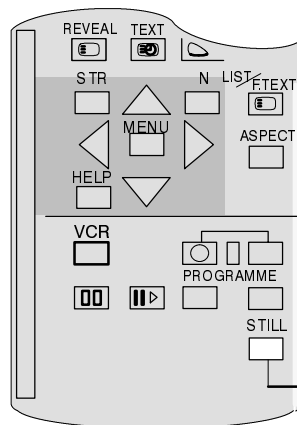 REVEAL TEXT
STR N LIST/F.TEXT
MENU
ASPECT
HELP
VCR
PROGRAMME
STILL